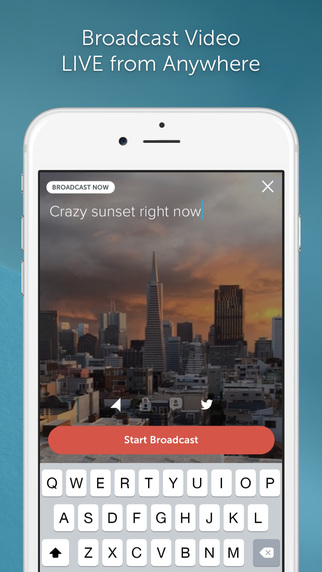 Broadcast Video
LIVE from Anywhere
BROADCAST NOW
Crazy sunset right now
Start Broadcast
Q W E R T Y U I O P
A S D F G H J K L
Z X C V B N M